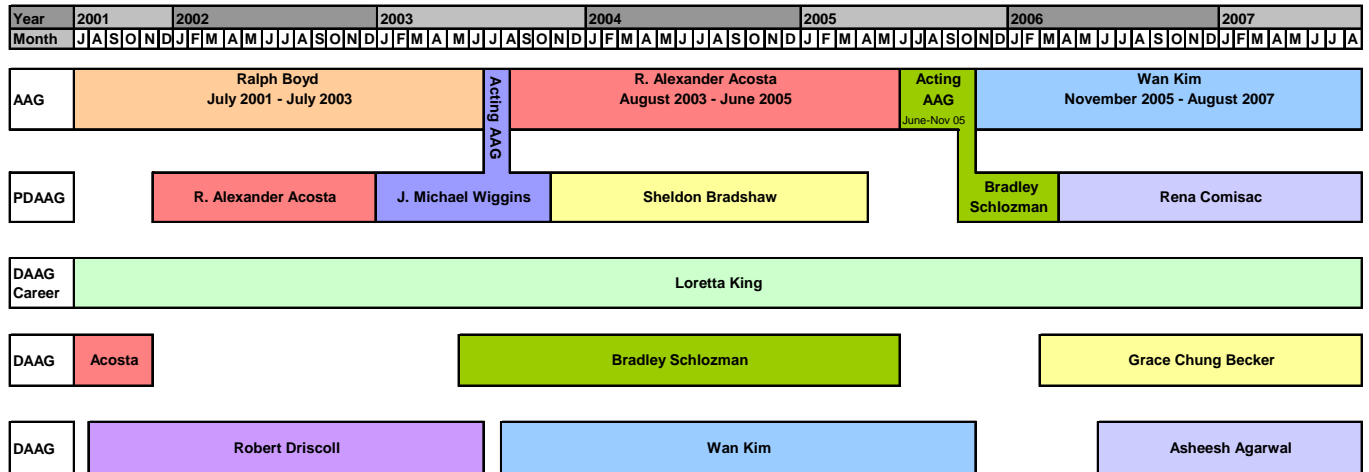 Year 2001 2002 2003 2004 2005 2006 2007
Month J A S O N D J F M A M J J A S O N D J F M A M J J A S O N D J F M A M J J A S O N D J F M A M J J A S O N D J F M A M J J A S O N D J F M A M J J A
AAG
Ralph Boyd
July 2001 - July 2003
Acting AAG
R. Alexander Acosta
August 2003 - June 2005
Acting
AAG
June-Nov 05
Wan Kim
November 2005 - August 2007
PDAAG
R. Alexander Acosta
J. Michael Wiggins
Sheldon Bradshaw
Bradley
Schlozman
Rena Comisac
DAAG
Career
Loretta King
DAAG
Acosta
Bradley Schlozman
Grace Chung Becker
DAAG
Robert Driscoll
Wan Kim
Asheesh Agarwal